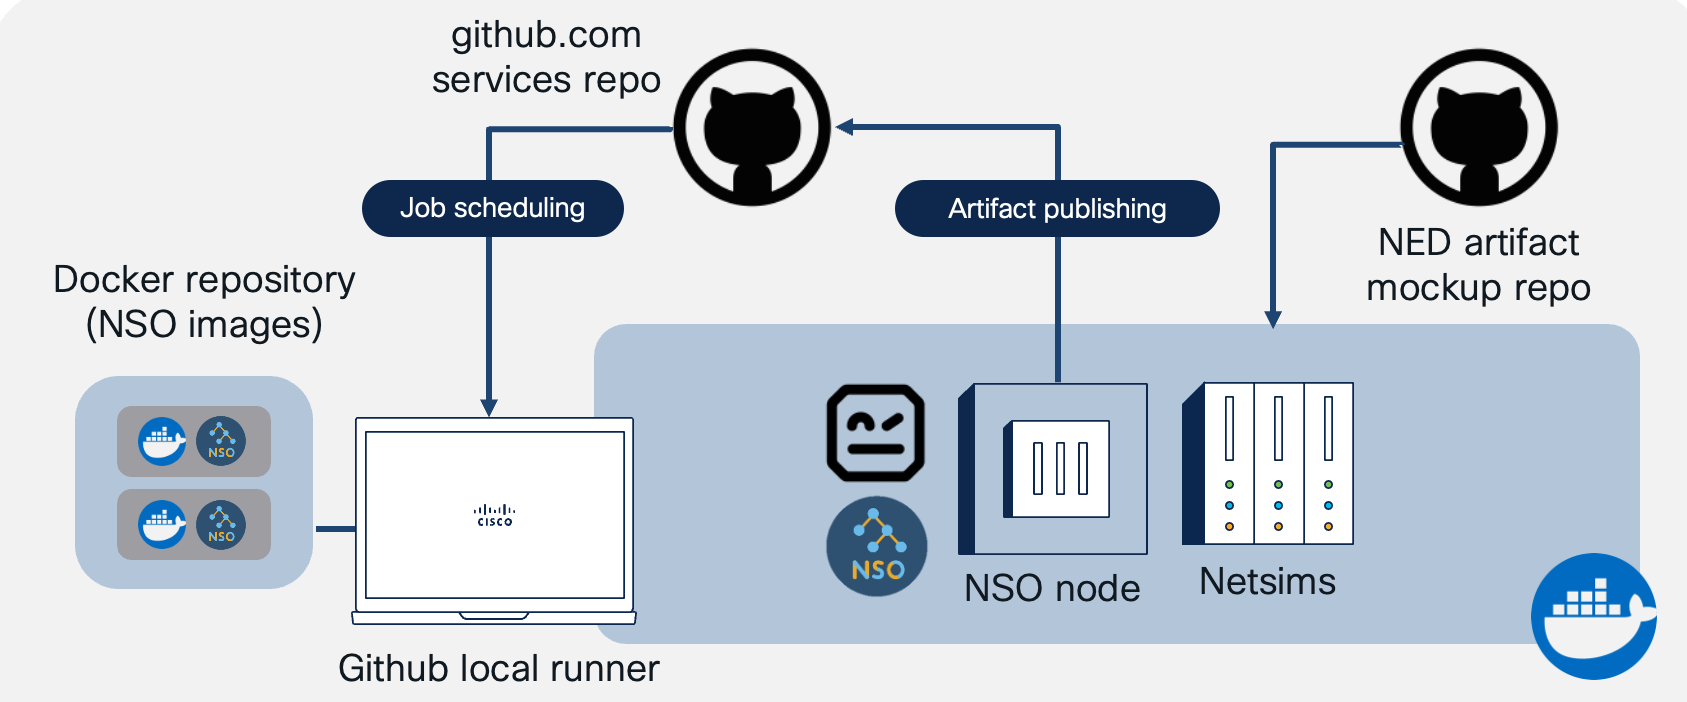 github.com
services repo
Job scheduling
Artifact publishing
NED artifact
mockup repo
Docker repository
(NSO images)
NSO
NSO
CISCO
NSO
NSO node
Netsims
Github local runner